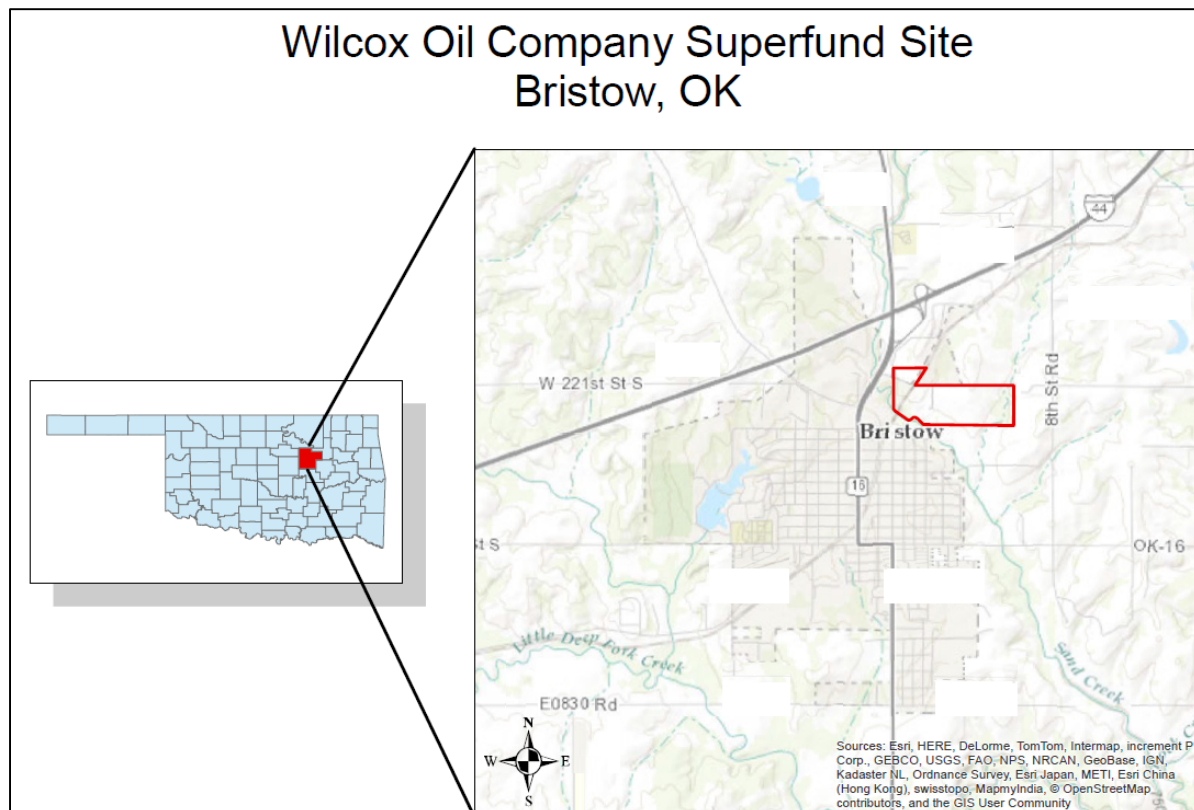 Wilcox Oil Company Superfund Site
Bristow, OK
44
W 221st St S
8th St Rd
Bristow
16
St S
OK-16
Little Deep Fork Creek
Sand Creek
E0830 Rd
N
W E
S
Sources: Esri, HERE, DeLorme, TomTom, Intermap, increment P
Corp., GEBCO, USGS, FAO, NPS, NRCAN, GeoBase, IGN,
Kadaster NL, Ordnance Survey, Esri Japan, METI, Esri China
(Hong Kong), swisstopo, MapmyIndia, © OpenStreetMap
contributors, and the GIS User Community